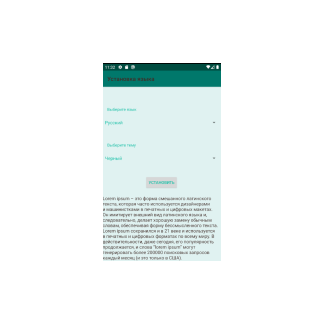 11:22
Установка языка
Выберите язык
Русский
Выберите тему
Черный
УСТАНОВИТЬ
Lorem ipsum – это форма смешанного латинского
текста, которая часто используется дизайнерами
и машинистками в печатных и цифровых макетах.
Он имитирует внешний вид латинского языка и,
следовательно, делает хорошую замену обычным
словам, обеспечивая форму бессмысленного текста.
Lorem ipsum сохранился и в 21 веке и используется
в печатных и цифровых форматах по всему миру. В
действительности, даже сегодня, его популярность
продолжается, и слова "lorem ipsum" могут
генерировать более 200000 поисковых запросов
каждый месяц (и это только в США).